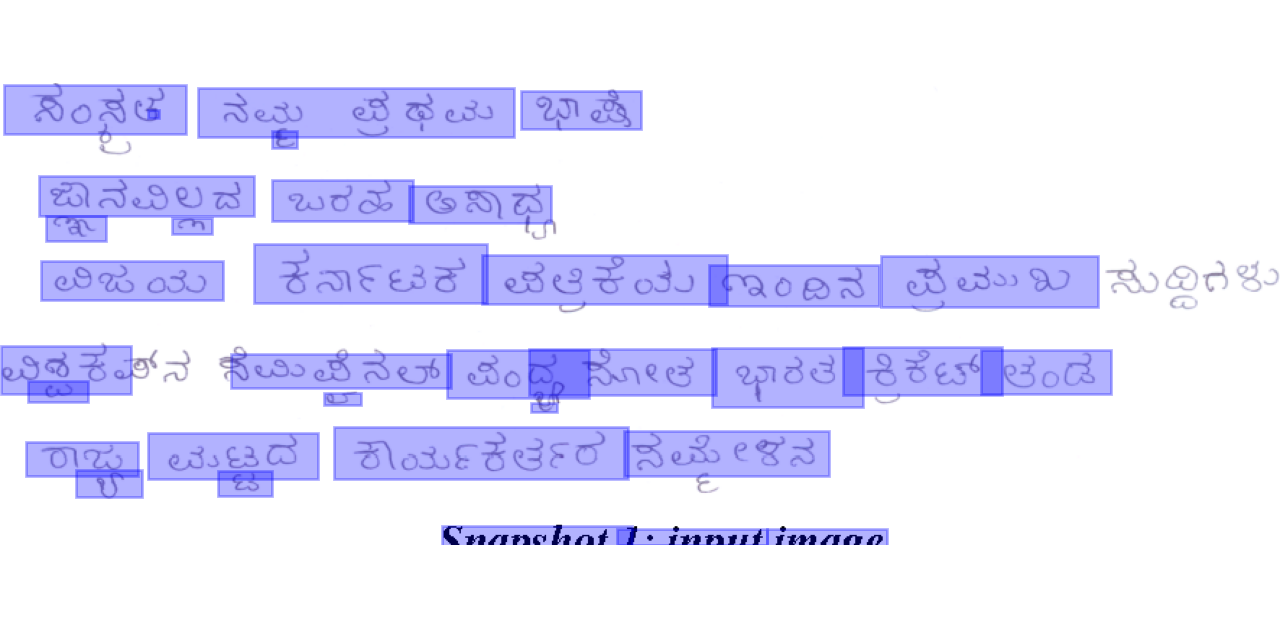 ಸಂಸ್ಕೃತ ನಮ್ಮ ಪ್ರಥಮ ಭಾಷೆ
ಜ್ಞಾನವಿಲ್ಲದ ಬರಹ ಅಸಾಧ್ಯ
ವಿಜಯ ಕರ್ನಾಟಕ ಪತ್ರಿಕೆಯ ಇಂದಿನ ಪ್ರಮುಖ ಸುದ್ದಿಗಳು
ವಿಶ್ವಕಪ್‌ನ ಸೆಮಿಫೈನಲ್ ಪಂದ್ಯ ಸೋತ ಭಾರತ ಕ್ರಿಕೆಟ್ ತಂಡ
ರಾಜ್ಯ ಮಟ್ಟದ ಕಾರ್ಯಕರ್ತರ ಸಮ್ಮೇಳನ
Snapshot 1: input image